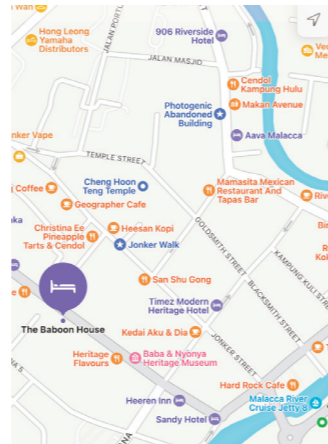 Wan
Hong Leong
Yamaha
Distributors
906 Riverside
Hotel
JALAN PORTU
JALAN MASJID
Cendol
Kampung Hulu
Makan Avenue
Photogenic
Abandoned
Building
Aava Malacca
nker Vape
TEMPLE STREET
Cheng Hoon
Teng Temple
Mamasita Mexican
Restaurant And
Tapas Bar
Coffee
Geographer Cafe
Riv
Christina Ee
Pineapple
Tarts & Cendol
Heesan Kopi
Jonker Walk
GOLDSMITH STREET
KAMPUNG KULI STREET
BLACKSMITH STREET
San Shu Gong
The Baboon House
Timez Modern
Heritage Hotel
Kedai Aku & Dia
JONKER STREET
Heritage
Flavours
Baba & Nyonya
Heritage Museum
Hard Rock Cafe
Malacca River
Cruise Jetty 8
Heeren Inn
Sandy Hotel